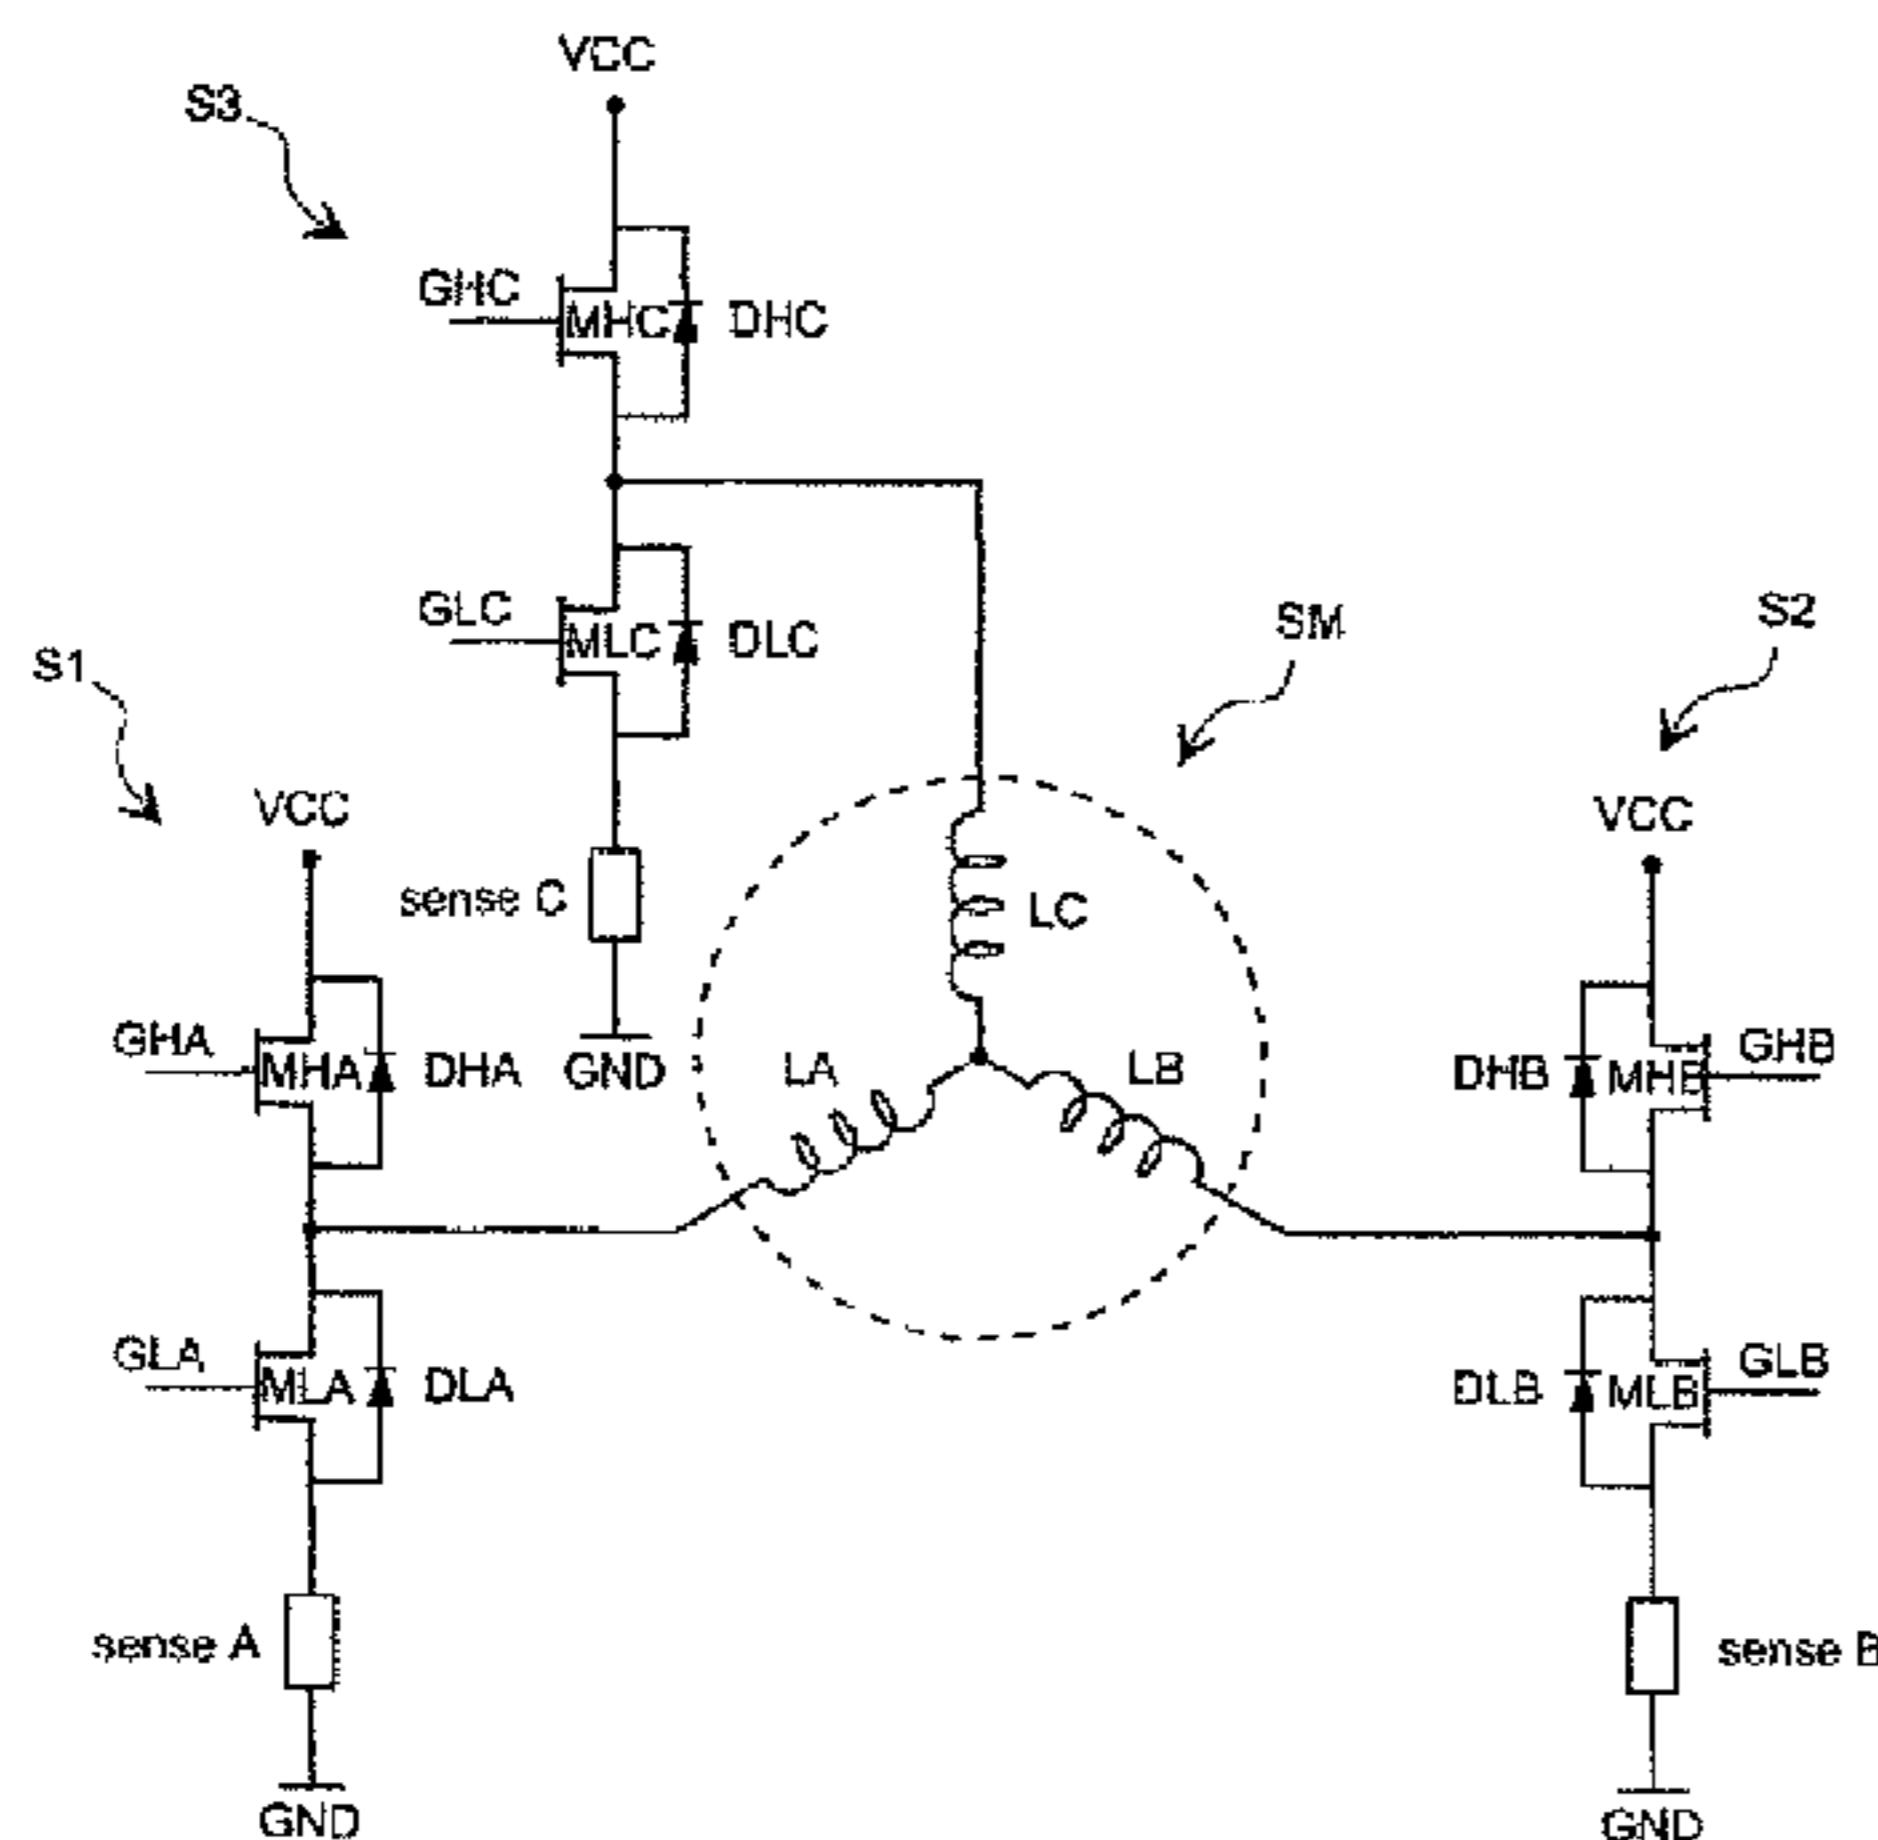 VCC
S3
GHC
MHC
DHC
GLC
MLC
DLC
SM
S2
S1
VCC
VCC
sense C
LC
GHA
MHA
DHA
GND
LA
LB
DHB
MHB
GHB
GLA
MLA
DLA
DLB
MLB
GLB
sense A
sense B
GND
GND